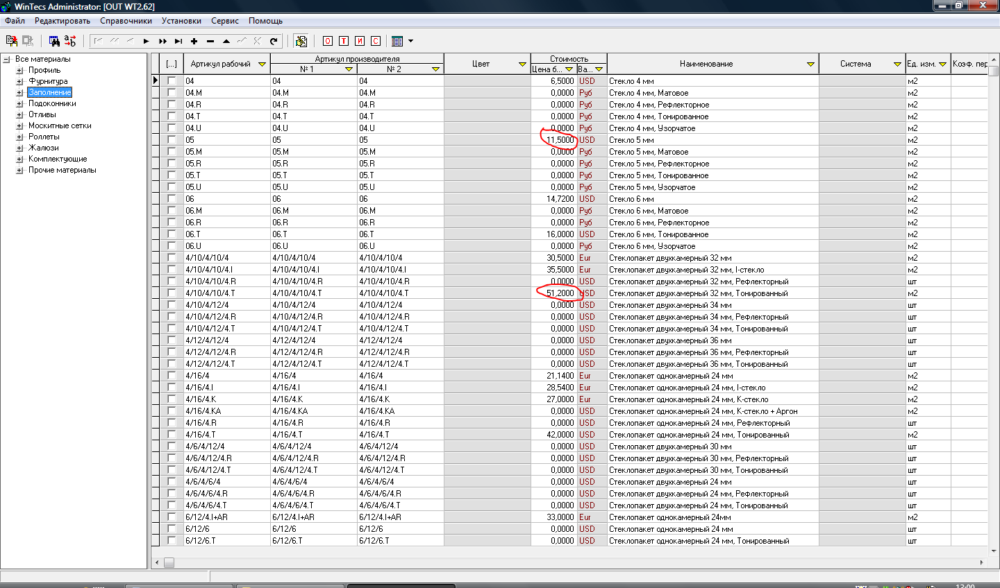 WinTecs Administrator: [OUT WT2.62]
Файл Редактировать Справочники Установки Сервис Помощь
О Т И С
Все материалы
Профиль
Фурнитура
Заполнение
Подоконники
Отливы
Москитные сетки
Роллеты
Жалюзи
Комплектующие
Прочие материалы
[...] Артикул рабочий Артикул производителя Цвет Стоимость Наименование Система Ед. изм. Коэф. пер
№ 1 № 2 Цена б... Ва...
04 04 04 6,5000 USD Стекло 4 мм м2
04.M 04.M 04.M 0,0000 Руб Стекло 4 мм, Матовое м2
04.R 04.R 04.R 0,0000 Руб Стекло 4 мм, Рефлекторное м2
04.T 04.T 04.T 0,0000 Руб Стекло 4 мм, Тонированное м2
04.U 04.U 04.U 0,0000 Руб Стекло 4 мм, Узорчатое м2
05 05 05 11,5000 USD Стекло 5 мм м2
05.M 05.M 05.M 0,0000 Руб Стекло 5 мм, Матовое м2
05.R 05.R 05.R 0,0000 Руб Стекло 5 мм, Рефлекторное м2
05.T 05.T 05.T 0,0000 Руб Стекло 5 мм, Тонированное м2
05.U 05.U 05.U 0,0000 Руб Стекло 5 мм, Узорчатое м2
06 06 06 14,7200 USD Стекло 6 мм м2
06.M 06.M 06.M 0,0000 Руб Стекло 6 мм, Матовое м2
06.R 06.R 06.R 0,0000 Руб Стекло 6 мм, Рефлекторное м2
06.T 06.T 06.T 16,0000 USD Стекло 6 мм, Тонированное м2
06.U 06.U 06.U 0,0000 Руб Стекло 6 мм, Узорчатое м2
4/10/4/10/4 4/10/4/10/4 4/10/4/10/4 30,5000 Eur Стеклопакет двухкамерный 32 мм м2
4/10/4/10/4.I 4/10/4/10/4.I 4/10/4/10/4.I 35,5000 Eur Стеклопакет двухкамерный 32 мм, I-стекло м2
4/10/4/10/4.R 4/10/4/10/4.R 4/10/4/10/4.R 0,0000 USD Стеклопакет двухкамерный 32 мм, Рефлекторный шт
4/10/4/10/4.T 4/10/4/10/4.T 4/10/4/10/4.T 51,2000 USD Стеклопакет двухкамерный 32 мм, Тонированный м2
4/10/4/12/4 4/10/4/12/4 4/10/4/12/4 0,0000 USD Стеклопакет двухкамерный 34 мм шт
4/10/4/12/4.R 4/10/4/12/4.R 4/10/4/12/4.R 0,0000 USD Стеклопакет двухкамерный 34 мм, Рефлекторный шт
4/10/4/12/4.T 4/10/4/12/4.T 4/10/4/12/4.T 0,0000 USD Стеклопакет двухкамерный 34 мм, Тонированный шт
4/12/4/12/4 4/12/4/12/4 4/12/4/12/4 0,0000 USD Стеклопакет двухкамерный 36 мм шт
4/12/4/12/4.R 4/12/4/12/4.R 4/12/4/12/4.R 0,0000 USD Стеклопакет двухкамерный 36 мм, Рефлекторный шт
4/12/4/12/4.T 4/12/4/12/4.T 4/12/4/12/4.T 0,0000 USD Стеклопакет двухкамерный 36 мм, Тонированный шт
4/16/4 4/16/4 4/16/4 21,1400 Eur Стеклопакет однокамерный 24 мм м2
4/16/4.I 4/16/4.I 4/16/4.I 28,5400 Eur Стеклопакет однокамерный 24 мм, I-стекло м2
4/16/4.K 4/16/4.K 4/16/4.K 27,0000 Eur Стеклопакет однокамерный 24 мм, К-стекло м2
4/16/4.KA 4/16/4.KA 4/16/4.KA 0,0000 USD Стеклопакет однокамерный 24 мм, К-стекло + Аргон м2
4/16/4.R 4/16/4.R 4/16/4.R 0,0000 USD Стеклопакет однокамерный 24 мм, Рефлекторный шт
4/16/4.T 4/16/4.T 4/16/4.T 42,0000 USD Стеклопакет однокамерный 24 мм, Тонированный м2
4/6/4/12/4 4/6/4/12/4 4/6/4/12/4 0,0000 USD Стеклопакет двухкамерный 30 мм шт
4/6/4/12/4.R 4/6/4/12/4.R 4/6/4/12/4.R 0,0000 USD Стеклопакет двухкамерный 30 мм, Рефлекторный шт
4/6/4/12/4.T 4/6/4/12/4.T 4/6/4/12/4.T 0,0000 USD Стеклопакет двухкамерный 30 мм, Тонированный шт
4/6/4/6/4 4/6/4/6/4 4/6/4/6/4 0,0000 USD Стеклопакет двухкамерный 24 мм шт
4/6/4/6/4.R 4/6/4/6/4.R 4/6/4/6/4.R 0,0000 USD Стеклопакет двухкамерный 24 мм, Рефлекторный шт
4/6/4/6/4.T 4/6/4/6/4.T 4/6/4/6/4.T 0,0000 USD Стеклопакет двухкамерный 24 мм, Тонированный шт
6/12/4.I+AR 6/12/4.I+AR 6/12/4.I+AR 33,0000 Eur Стеклопакет однокамерный 24мм м2
6/12/6 6/12/6 6/12/6 0,0000 USD Стеклопакет однокамерный 24 мм шт
6/12/6.T 6/12/6.T 6/12/6.T 0,0000 USD Стеклопакет однокамерный 24 мм, Тонированный шт